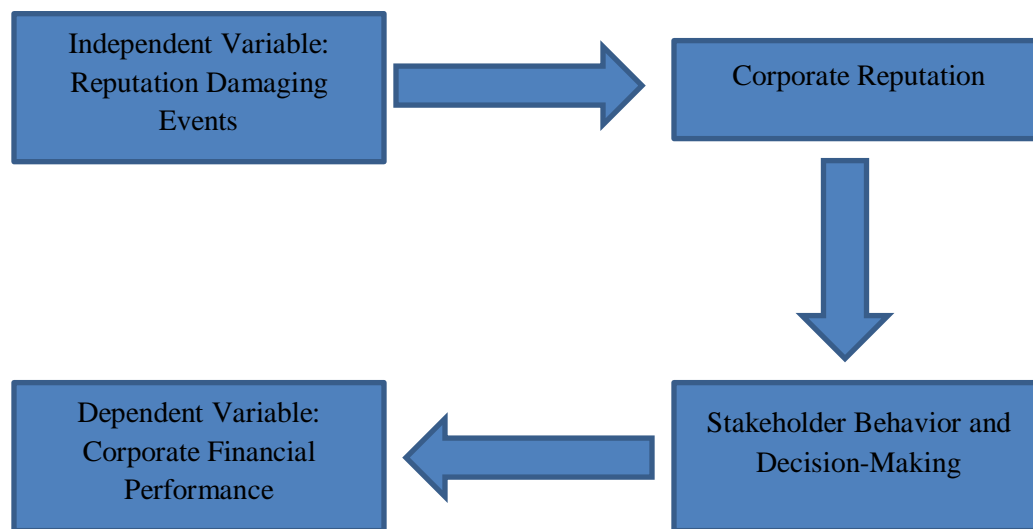 Independent Variable:
Reputation Damaging
Events
Corporate Reputation
Stakeholder Behavior and
Decision-Making
Dependent Variable:
Corporate Financial
Performance